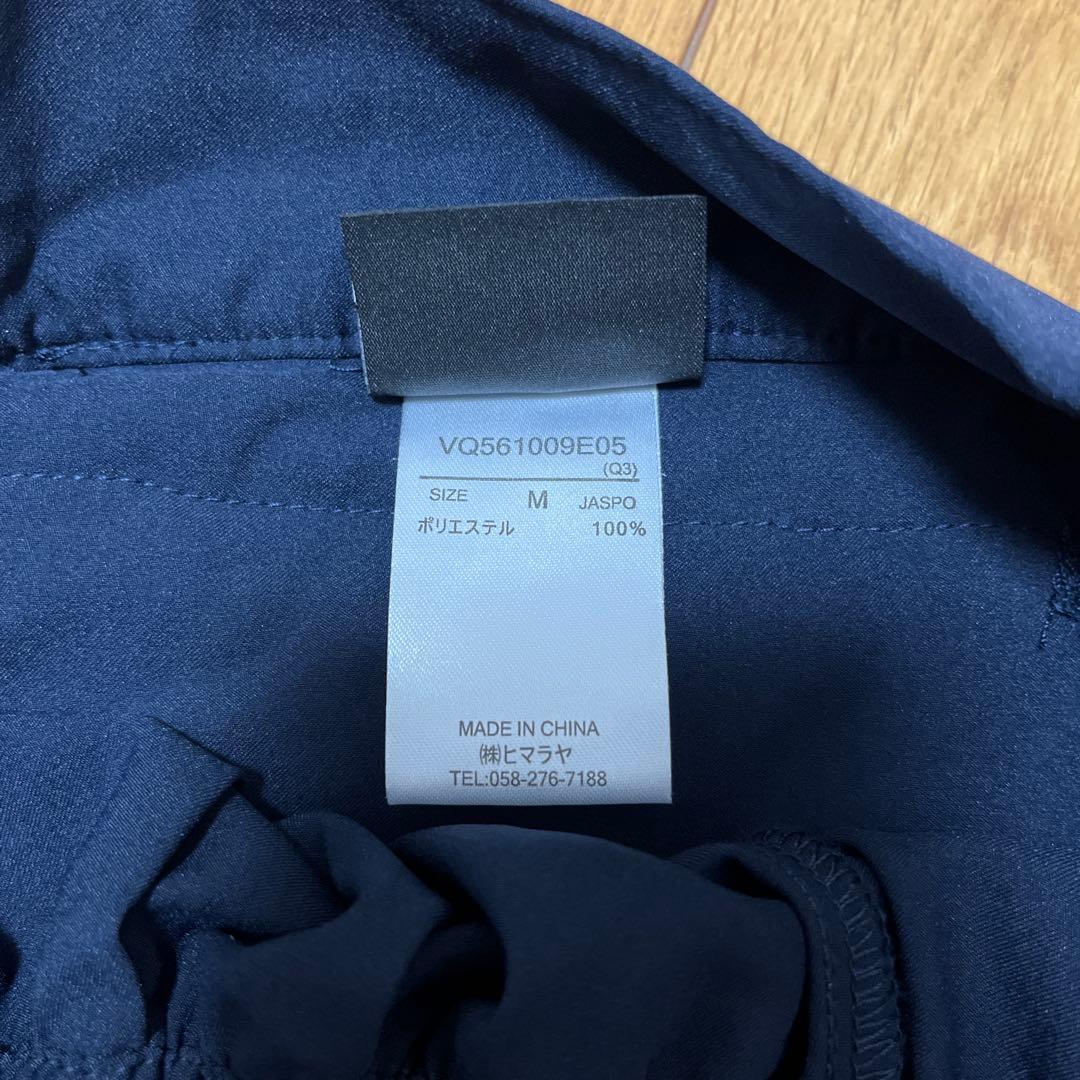 VQ561009E05
(Q3)
SIZE M JASPO
ポリエステル 100%
MADE IN CHINA
㈱ヒマラヤ
TEL:058-276-7188